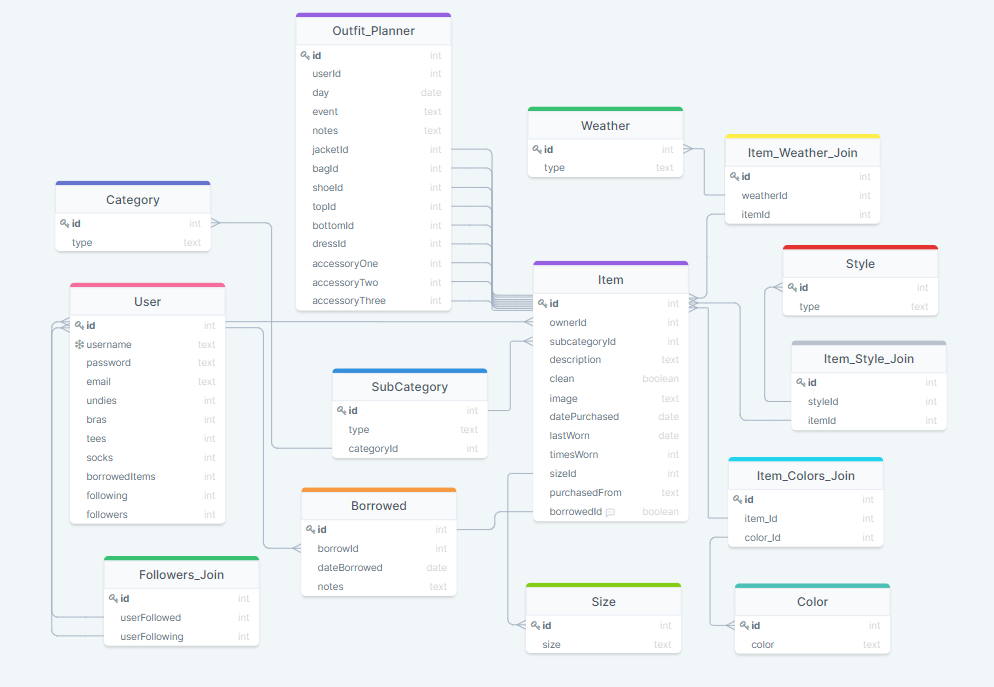 Outfit_Planner
id int
userId int
day date
event text
notes text
jacketId int
bagId int
shoeId int
topId int
bottomId int
dressId int
accessoryOne int
accessoryTwo int
accessoryThree int
Weather
id int
type text
Item_Weather_Join
id int
weatherId int
itemId int
Category
id int
type text
Style
id int
type text
Item
id int
ownerId int
subcategoryId int
description text
clean boolean
image text
datePurchased date
lastWorn date
timesWorn int
sizeId int
purchasedFrom text
borrowedId boolean
User
id int
username text
password text
email text
undies int
bras int
tees int
socks int
borrowedItems int
following int
followers int
Item_Style_Join
id int
styleId int
itemId int
SubCategory
id int
type text
categoryId int
Item_Colors_Join
id int
item_Id int
color_Id int
Borrowed
id int
borrowId int
dateBorrowed date
notes text
Followers_Join
id int
userFollowed int
userFollowing int
Size
id int
size text
Color
id int
color text